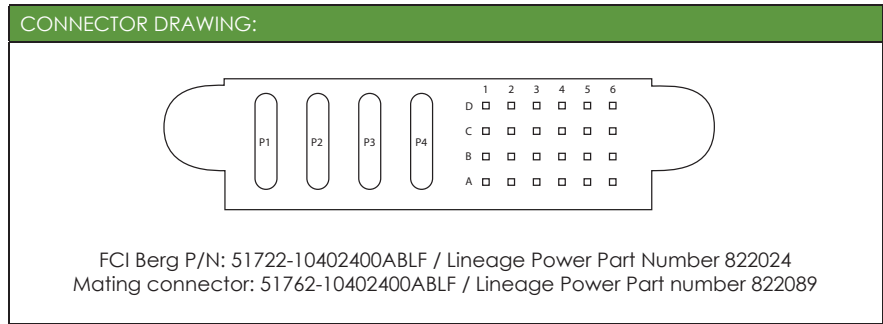 CONNECTOR DRAWING:
1 2 3 4 5 6
D
C
P1 P2 P3 P4
B
A
FCI Berg P/N: 51722-10402400ABLF / Lineage Power Part Number 822024
Mating connector: 51762-10402400ABLF / Lineage Power Part number 822089